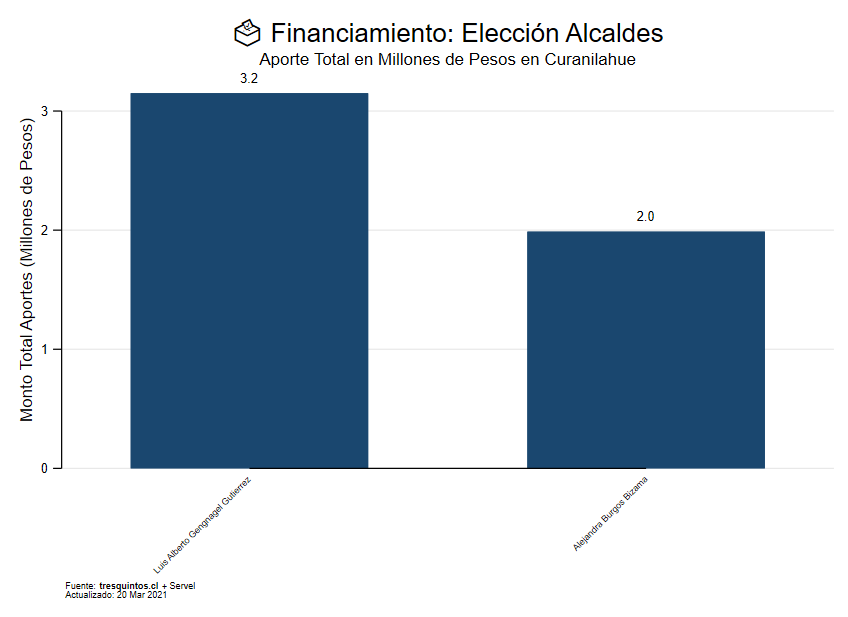 Financiamiento: Elección Alcaldes
Aporte Total en Millones de Pesos en Curanilahue
3.2
2.0
Monto Total Aportes (Millones de Pesos)
3
2
1
0
Luis Alberto Gengnagel Gutierrez
Alejandra Burgos Bizama
Fuente: tresquintos.cl + Servel
Actualizado: 20 Mar 2021